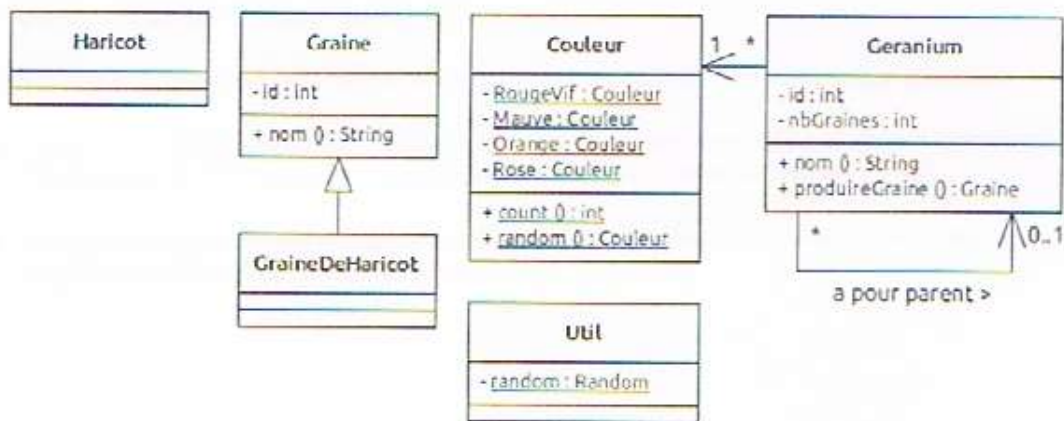 Haricot
Graine
- id : int
+ nom () : String
GraineDeHaricot
Couleur
- RougeVif : Couleur
- Mauve : Couleur
- Orange : Couleur
- Rose : Couleur
+ count () : int
+ random () : Couleur
1
*
Geranium
- id : int
- nbGraines : int
+ nom () : String
+ produireGraine () : Graine
*
0..1
a pour parent >
Util
- random : Random